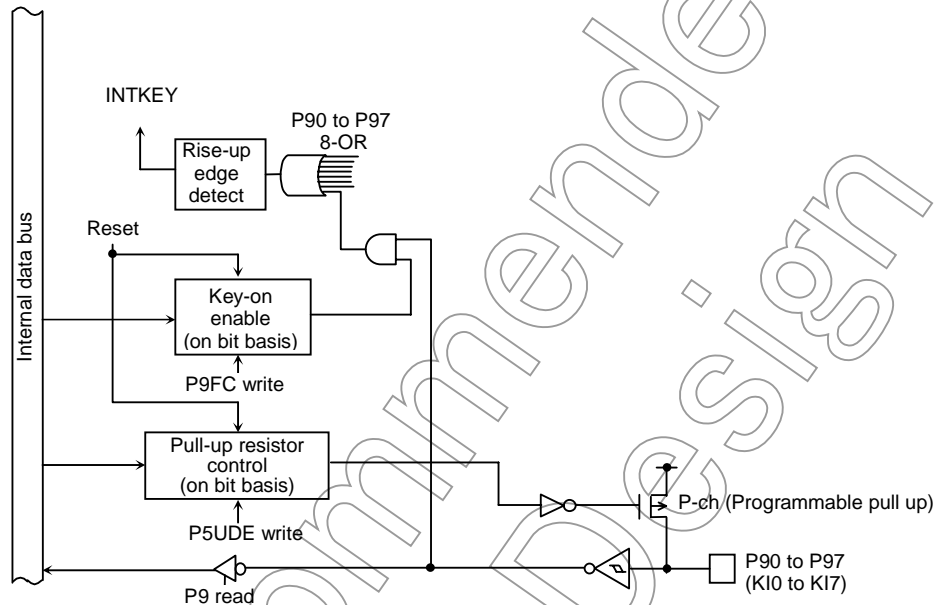 INTKEY
P90 to P97
8-OR
Rise-up
edge
detect
Reset
Internal data bus
Key-on
enable
(on bit basis)
P9FC write
Pull-up resistor
control
(on bit basis)
P5UDE write
P-ch (Programmable pull up)
P90 to P97
(KI0 to KI7)
P9 read
ommende
Design